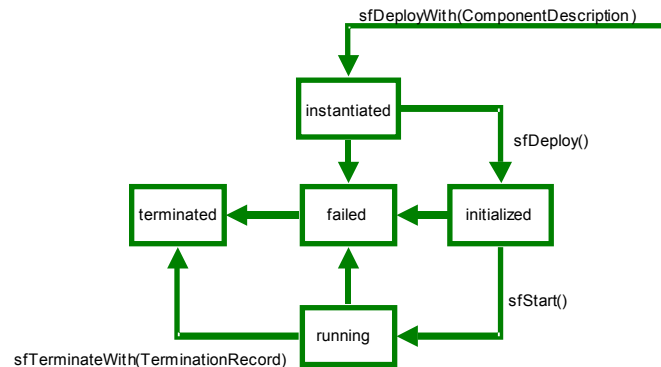 sfDeployWith(ComponentDescription)
instantiated
sfDeploy()
terminated
failed
initialized
sfStart()
running
sfTerminateWith(TerminationRecord)